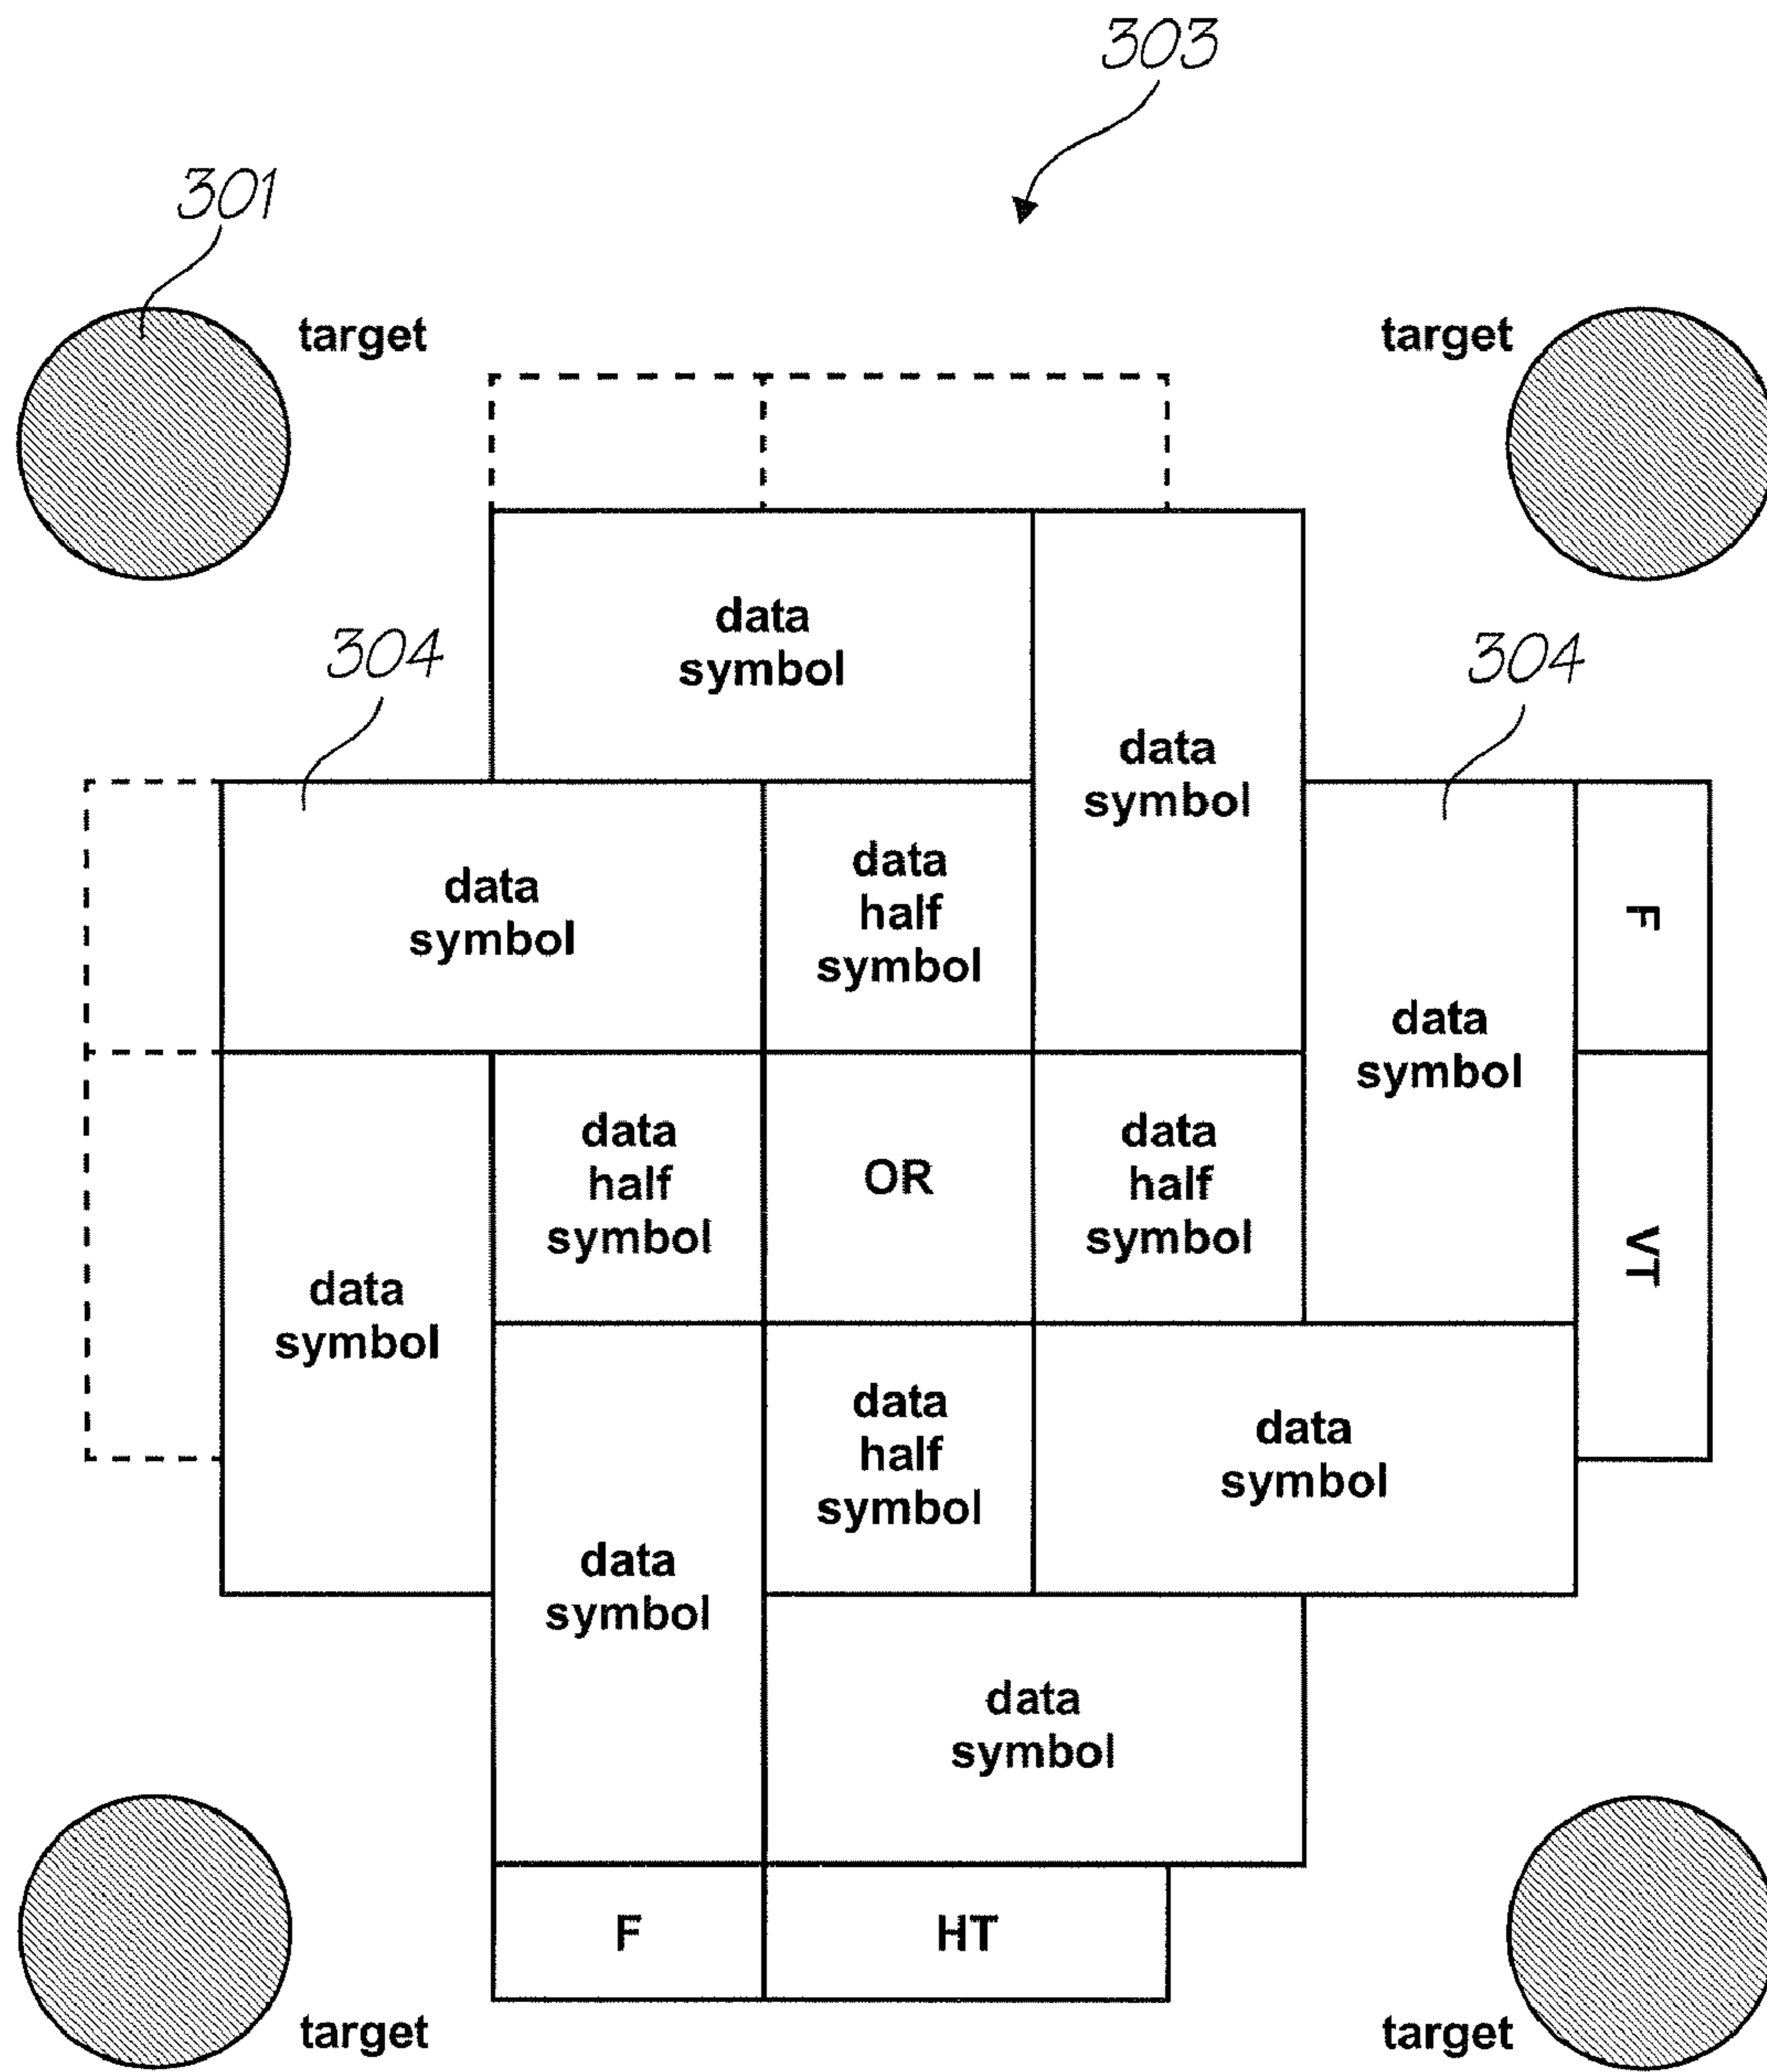 303
301
target
target
data
symbol
304
304
data
symbol
data
symbol
data
half
symbol
F
data
symbol
data
half
symbol
OR
data
half
symbol
VT
data
symbol
data
half
symbol
data
symbol
data
symbol
data
symbol
F
HT
target
target